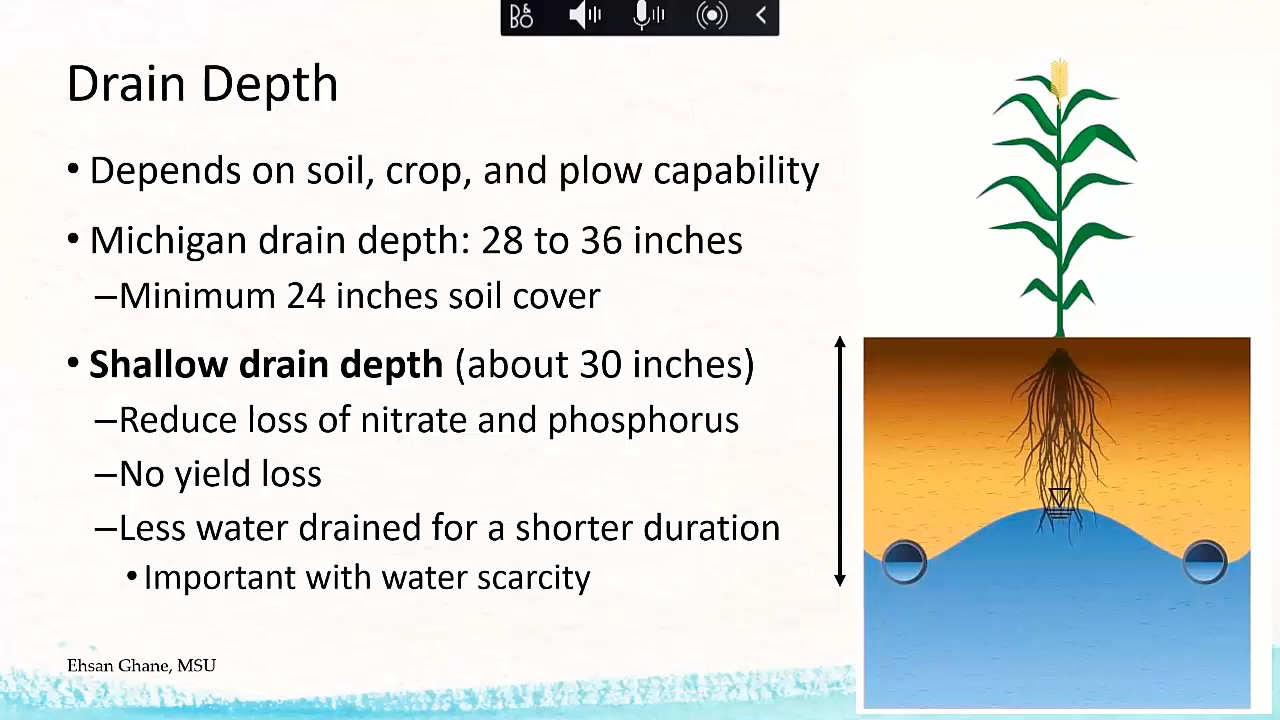 B&O
Drain Depth
• Depends on soil, crop, and plow capability
• Michigan drain depth: 28 to 36 inches
–Minimum 24 inches soil cover
• Shallow drain depth (about 30 inches)
–Reduce loss of nitrate and phosphorus
–No yield loss
–Less water drained for a shorter duration
• Important with water scarcity
Ehsan Ghane, MSU